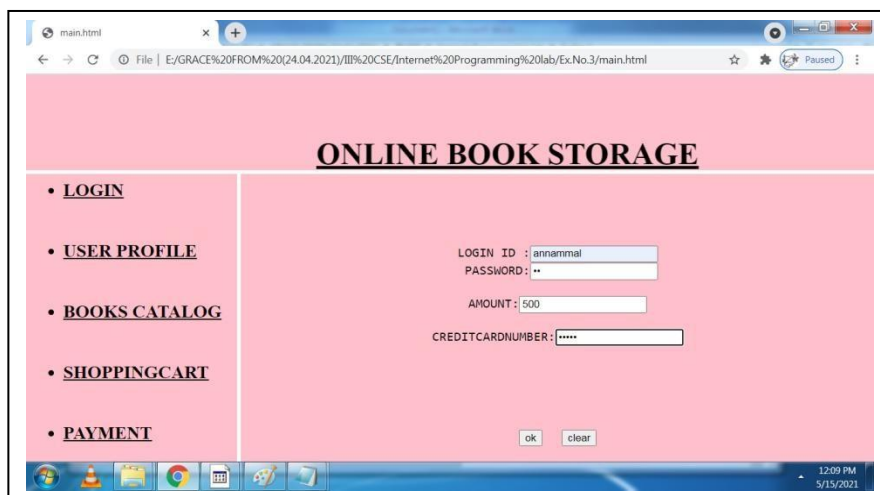 main.html
File | E:/GRACE%20FROM%20(24.04.2021)/III%20CSE/Internet%20Programming%20lab/Ex.No.3/main.html
Paused
ONLINE BOOK STORAGE
• LOGIN
• USER PROFILE
• BOOKS CATALOG
• SHOPPINGCART
• PAYMENT
LOGIN ID : annammal
PASSWORD: ••
AMOUNT: 500
CREDITCARDNUMBER: •••••
ok clear
12:09 PM
5/15/2021